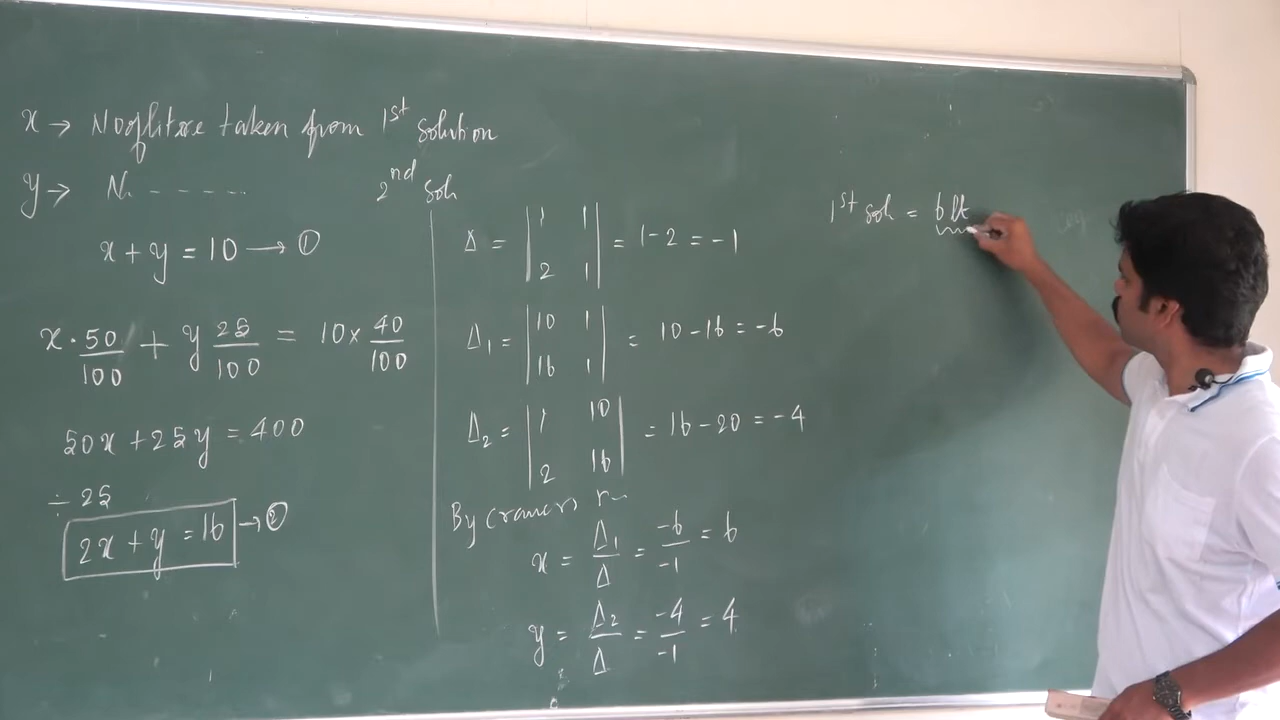 x → No of litre taken from 1st solution
y → N. - - - - - 2nd soln
x + y = 10 → ①
x · 50/100 + y 25/100 = 10 × 40/100
50x + 25y = 400
÷ 25
2x + y = 16 → ②
Δ = | 1 1 | = 1 - 2 = -1
| 2 1 |
Δ1 = | 10 1 | = 10 - 16 = -6
| 16 1 |
Δ2 = | 1 10 | = 16 - 20 = -4
| 2 16 |
By cramers r
x = Δ1/Δ = -6/-1 = 6
y = Δ2/Δ = -4/-1 = 4
1st soln = 6 lt